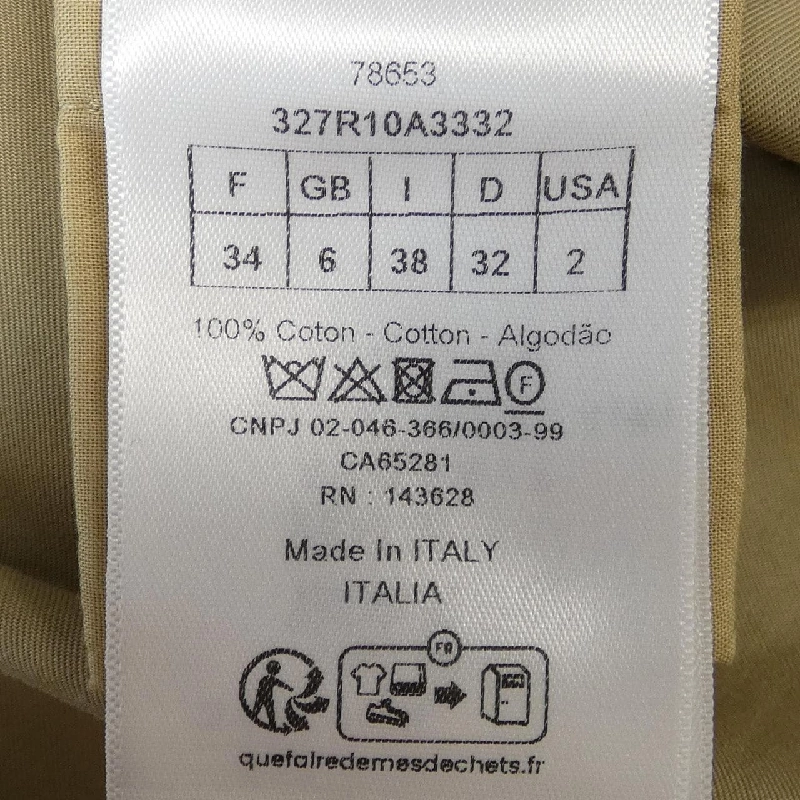 78653
327R10A3332
F GB I D USA
34 6 38 32 2
100% Coton - Cotton - Algodão
F
CNPJ 02-046-366/0003-99
CA65281
RN : 143628
Made In ITALY
ITALIA
FR
quefairedemesdechets.fr